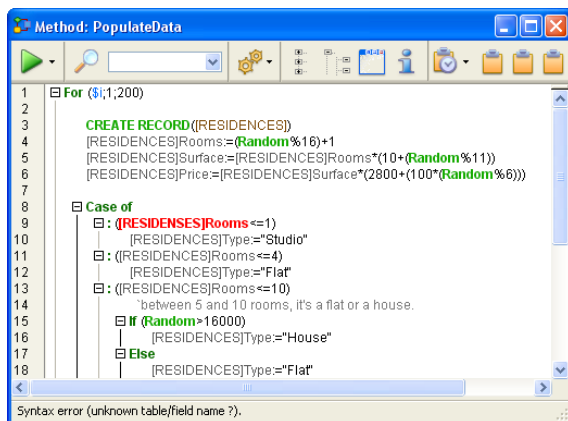 Method: PopulateData
1 For ($i;1;200)
2
3 CREATE RECORD([RESIDENCES])
4 [RESIDENCES]Rooms:=(Random%16)+1
5 [RESIDENCES]Surface:=[RESIDENCES]Rooms*(10+(Random%11))
6 [RESIDENCES]Price:=[RESIDENCES]Surface*(2800+(100*(Random%6)))
7
8 Case of
9 : ([RESIDENSES]Rooms<=1)
10 [RESIDENCES]Type:="Studio"
11 : ([RESIDENCES]Rooms<=4)
12 [RESIDENCES]Type:="Flat"
13 : ([RESIDENCES]Rooms<=10)
14 `between 5 and 10 rooms, it's a flat or a house.
15 If (Random>16000)
16 [RESIDENCES]Type:="House"
17 Else
18 [RESIDENCES]Type:="Flat"
Syntax error (unknown table/field name ?).